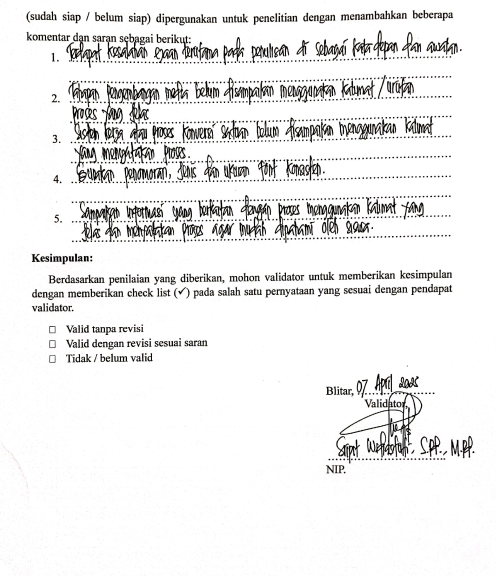 (sudah siap / belum siap) dipergunakan untuk penelitian dengan menambahkan beberapa
komentar dan saran sebagai berikut:
1. Terdapat kesalahan ejaan terutama pada penulisan di sebagai kata depan dan awalan.
2. Tahapan pengembangan media belum disampaikan menggunakan kalimat / urutan
proses yang jelas
3. Sistem kerja atau proses konversi satuan belum disampaikan menggunakan kalimat
yang menyatakan proses.
4. Gunakan penomoran, jenis dan ukuran font konsisten.
5. Sampaikan informasi yang berkaitan dengan proses menggunakan kalimat yang
jelas dan menyatakan proses agar mudah dipahami oleh siswa.
Kesimpulan:
Berdasarkan penilaian yang diberikan, mohon validator untuk memberikan kesimpulan
dengan memberikan check list (✓) pada salah satu pernyataan yang sesuai dengan pendapat
validator.
□ Valid tanpa revisi
□ Valid dengan revisi sesuai saran
□ Tidak / belum valid
Blitar, 07 April 2025
Validator
S.Pd., M.Pd.
NIP.